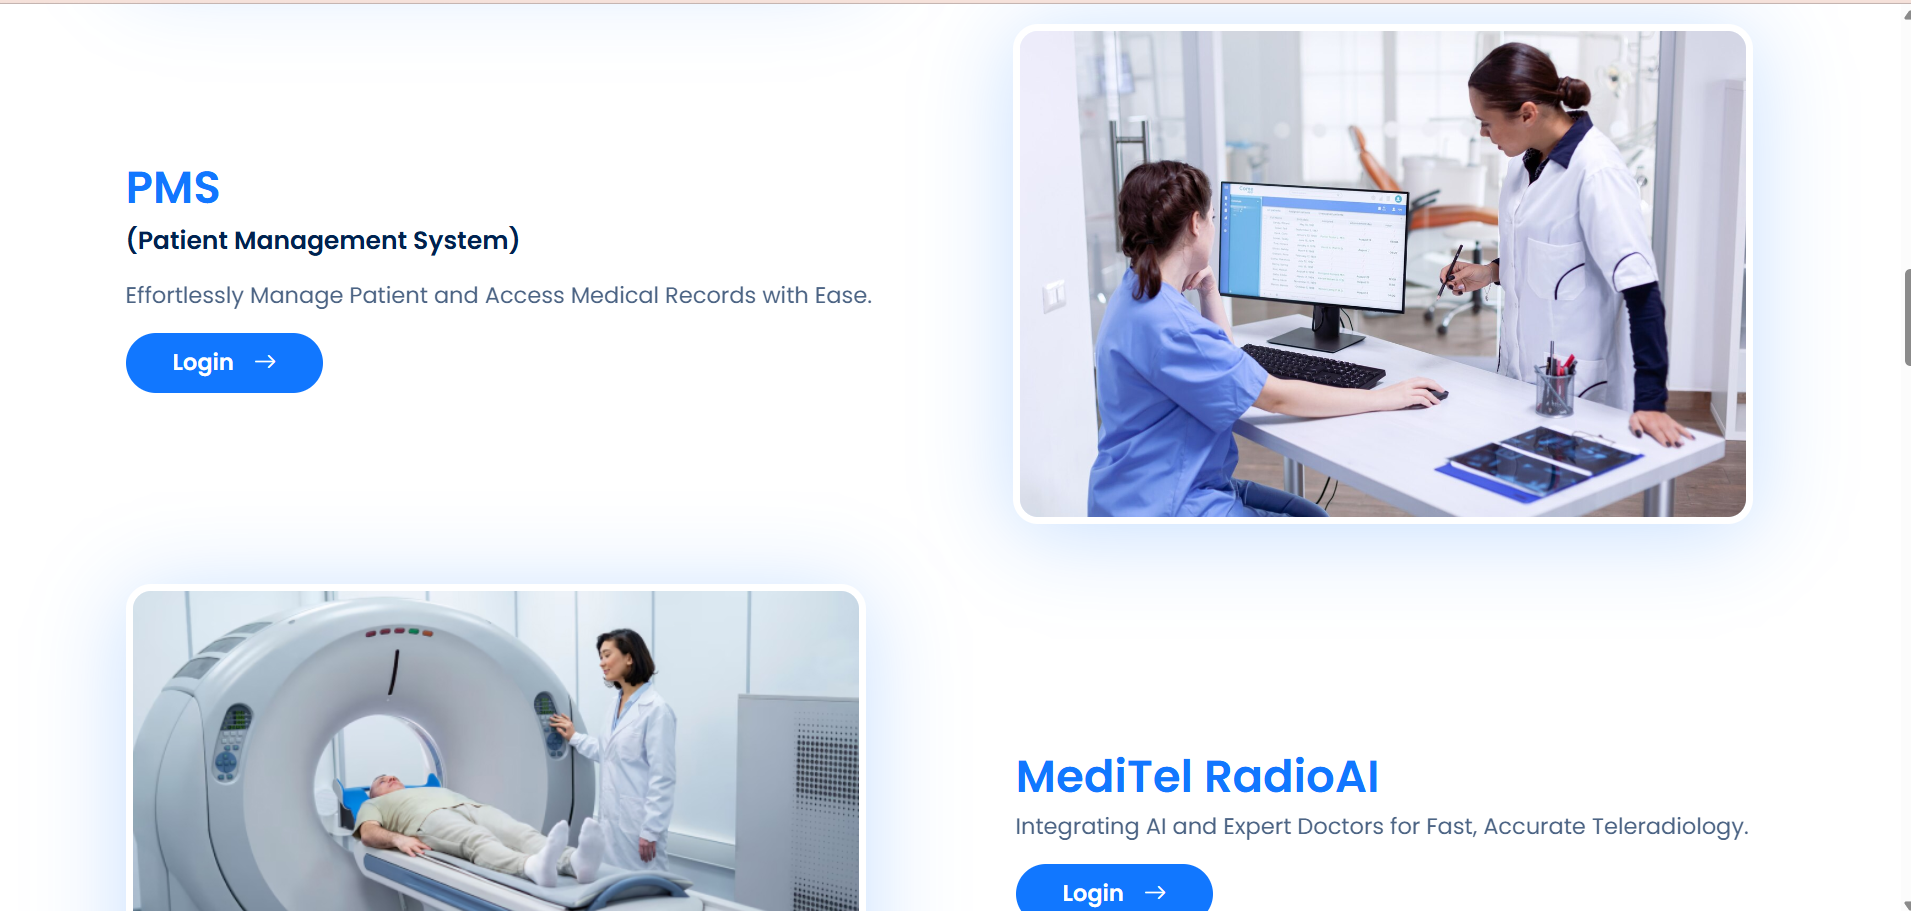 PMS
(Patient Management System)
Effortlessly Manage Patient and Access Medical Records with Ease.
Login
MediTel RadioAI
Integrating AI and Expert Doctors for Fast, Accurate Teleradiology.
Login